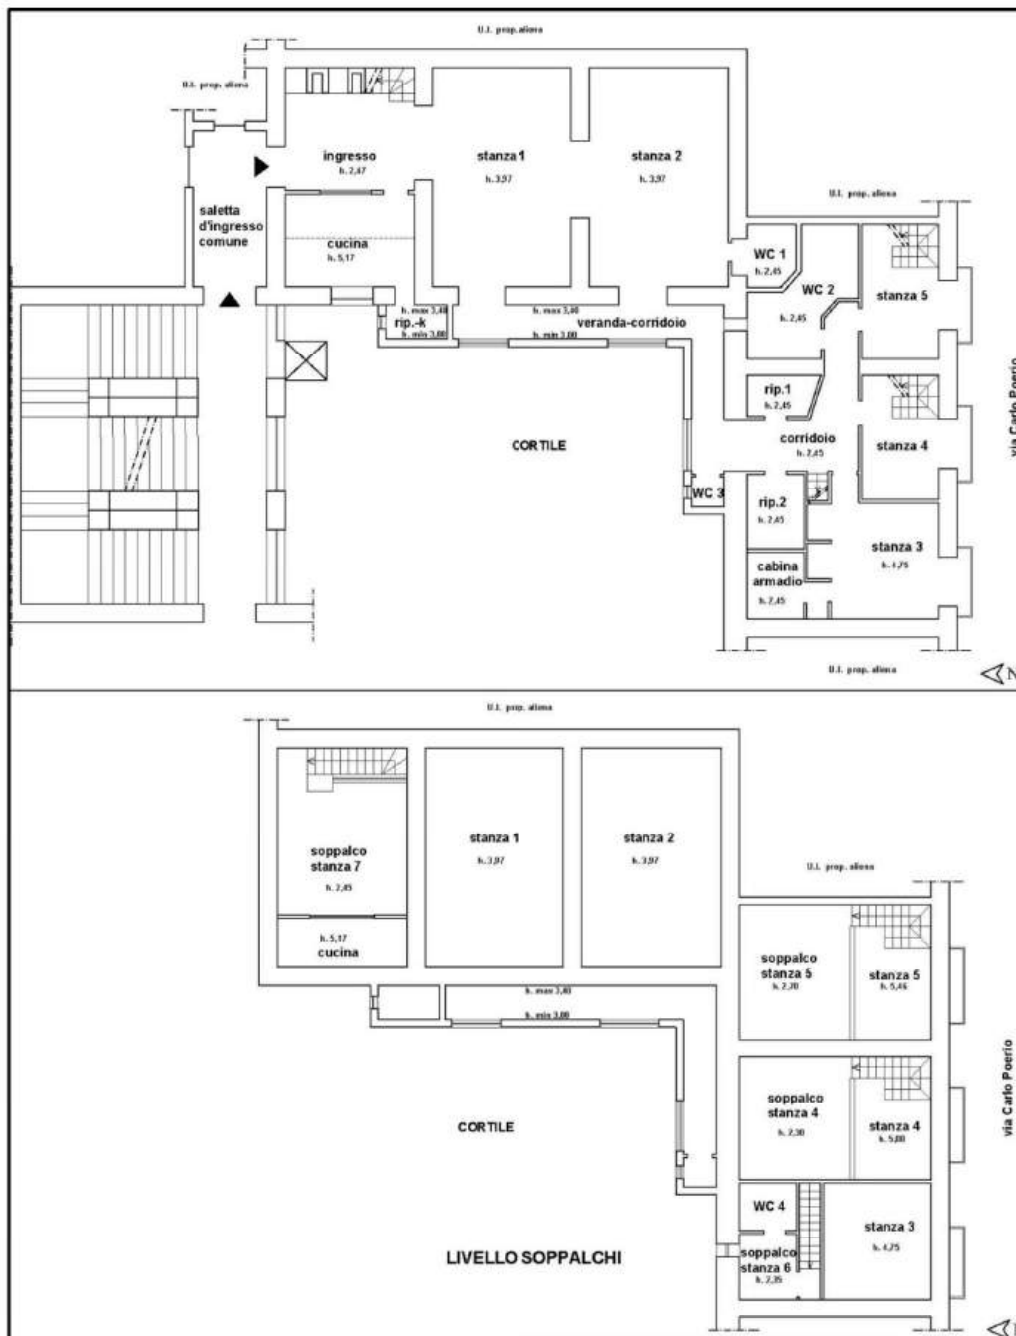 U.I. prop.aliena
U.I. prop. aliena
ingresso
h. 2,47
stanza 1
h. 3,97
stanza 2
h. 3,97
U.I. prop. aliena
saletta
d'ingresso
comune
cucina
h. 5,17
WC 1
h. 2,45
WC 2
h. 2,45
stanza 5
h. max 3,40
rip.-k
h. min 3,00
h. max 3,40
veranda-corridoio
h. min 3,00
via Carlo Poerio
rip.1
h. 2,45
CORTILE
corridoio
h. 2,45
stanza 4
WC 3
rip.2
h. 2,45
stanza 3
h. 4,75
cabina
armadio
h. 2,45
U.I. prop. aliena
N
U.I. prop. aliena
soppalco
stanza 7
h. 2,45
stanza 1
h. 3,97
stanza 2
h. 3,97
U.I. prop. aliena
h. 5,17
cucina
soppalco
stanza 5
h. 2,70
stanza 5
h. 5,46
h. max 3,40
h. min 3,00
via Carlo Poerio
CORTILE
soppalco
stanza 4
h. 2,30
stanza 4
h. 5,00
WC 4
stanza 3
h. 4,75
soppalco
stanza 6
h. 2,35
LIVELLO SOPPALCHI